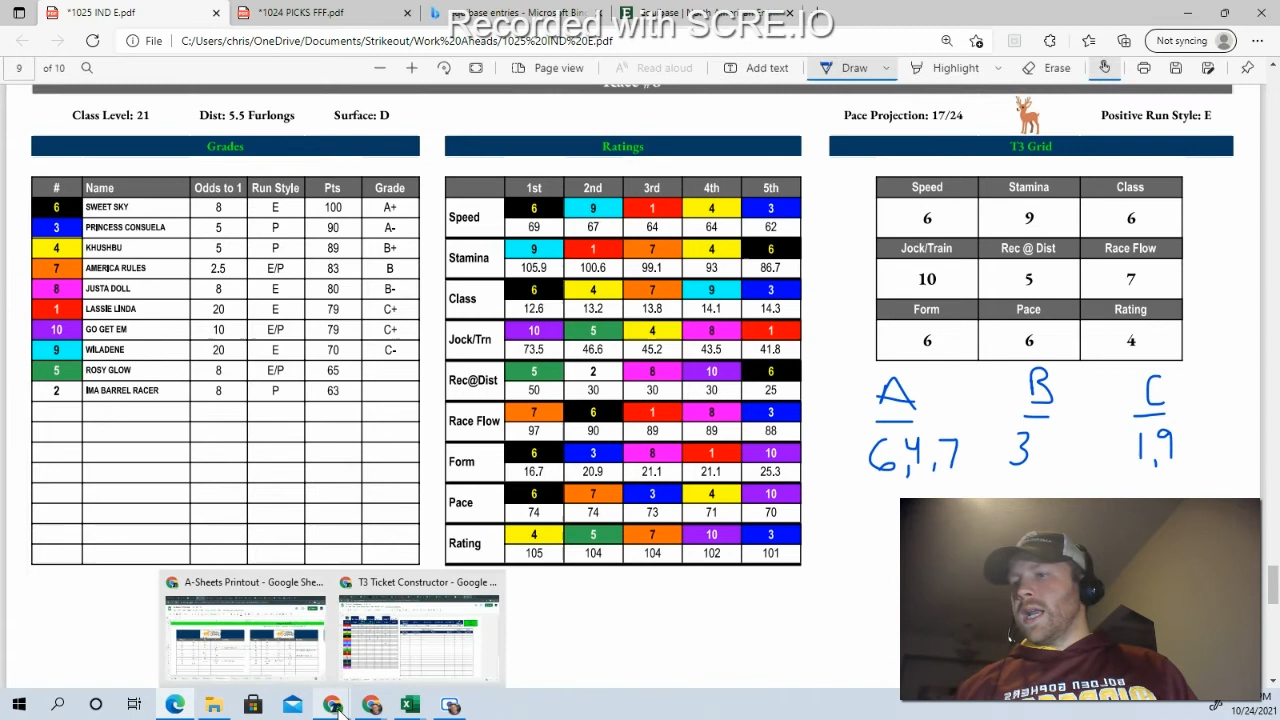 *1025 IND E.pdf
*1024 PICKS FFF.pdf
Recorded with SCRE.IO
File C:/Users/chris/OneDrive/Documents/Strikeout/Work%20Aheads/1025%20IND%20E.pdf Not syncing
9 of 10 Page view Read aloud Add text Draw Highlight Erase
Class Level: 21 Dist: 5.5 Furlongs Surface: D Pace Projection: 17/24 Positive Run Style: E
Grades
# Name Odds to 1 Run Style Pts Grade
6 SWEET SKY 8 E 100 A+
3 PRINCESS CONSUELA 5 P 90 A-
4 KHUSHBU 5 P 89 B+
7 AMERICA RULES 2.5 E/P 83 B
8 JUSTA DOLL 8 E 80 B-
1 LASSIE LINDA 20 E 79 C+
10 GO GET EM 10 E/P 79 C+
9 WILADENE 20 E 70 C-
5 ROSY GLOW 8 E/P 65
2 IMA BARREL RACER 8 P 63
Ratings
1st 2nd 3rd 4th 5th
Speed 6 9 1 4 3
69 67 64 64 62
Stamina 9 1 7 4 6
105.9 100.6 99.1 93 86.7
Class 6 4 7 9 3
12.6 13.2 13.8 14.1 14.3
Jock/Trn 10 5 4 8 1
73.5 46.6 45.2 43.5 41.8
Rec@Dist 5 2 8 10 6
50 30 30 30 25
Race Flow 7 6 1 8 3
97 90 89 89 88
Form 6 3 8 1 10
16.7 20.9 21.1 21.1 25.3
Pace 6 7 3 4 10
74 74 73 71 70
Rating 4 5 7 10 3
105 104 104 102 101
T3 Grid
Speed Stamina Class
6 9 6
Jock/Train Rec @ Dist Race Flow
10 5 7
Form Pace Rating
6 6 4
A B C
6,4,7 3 1,9
A-Sheets Printout - Google She...
T3 Ticket Constructor - Google ...
GOLDEN GOPHERS
10/24/2021